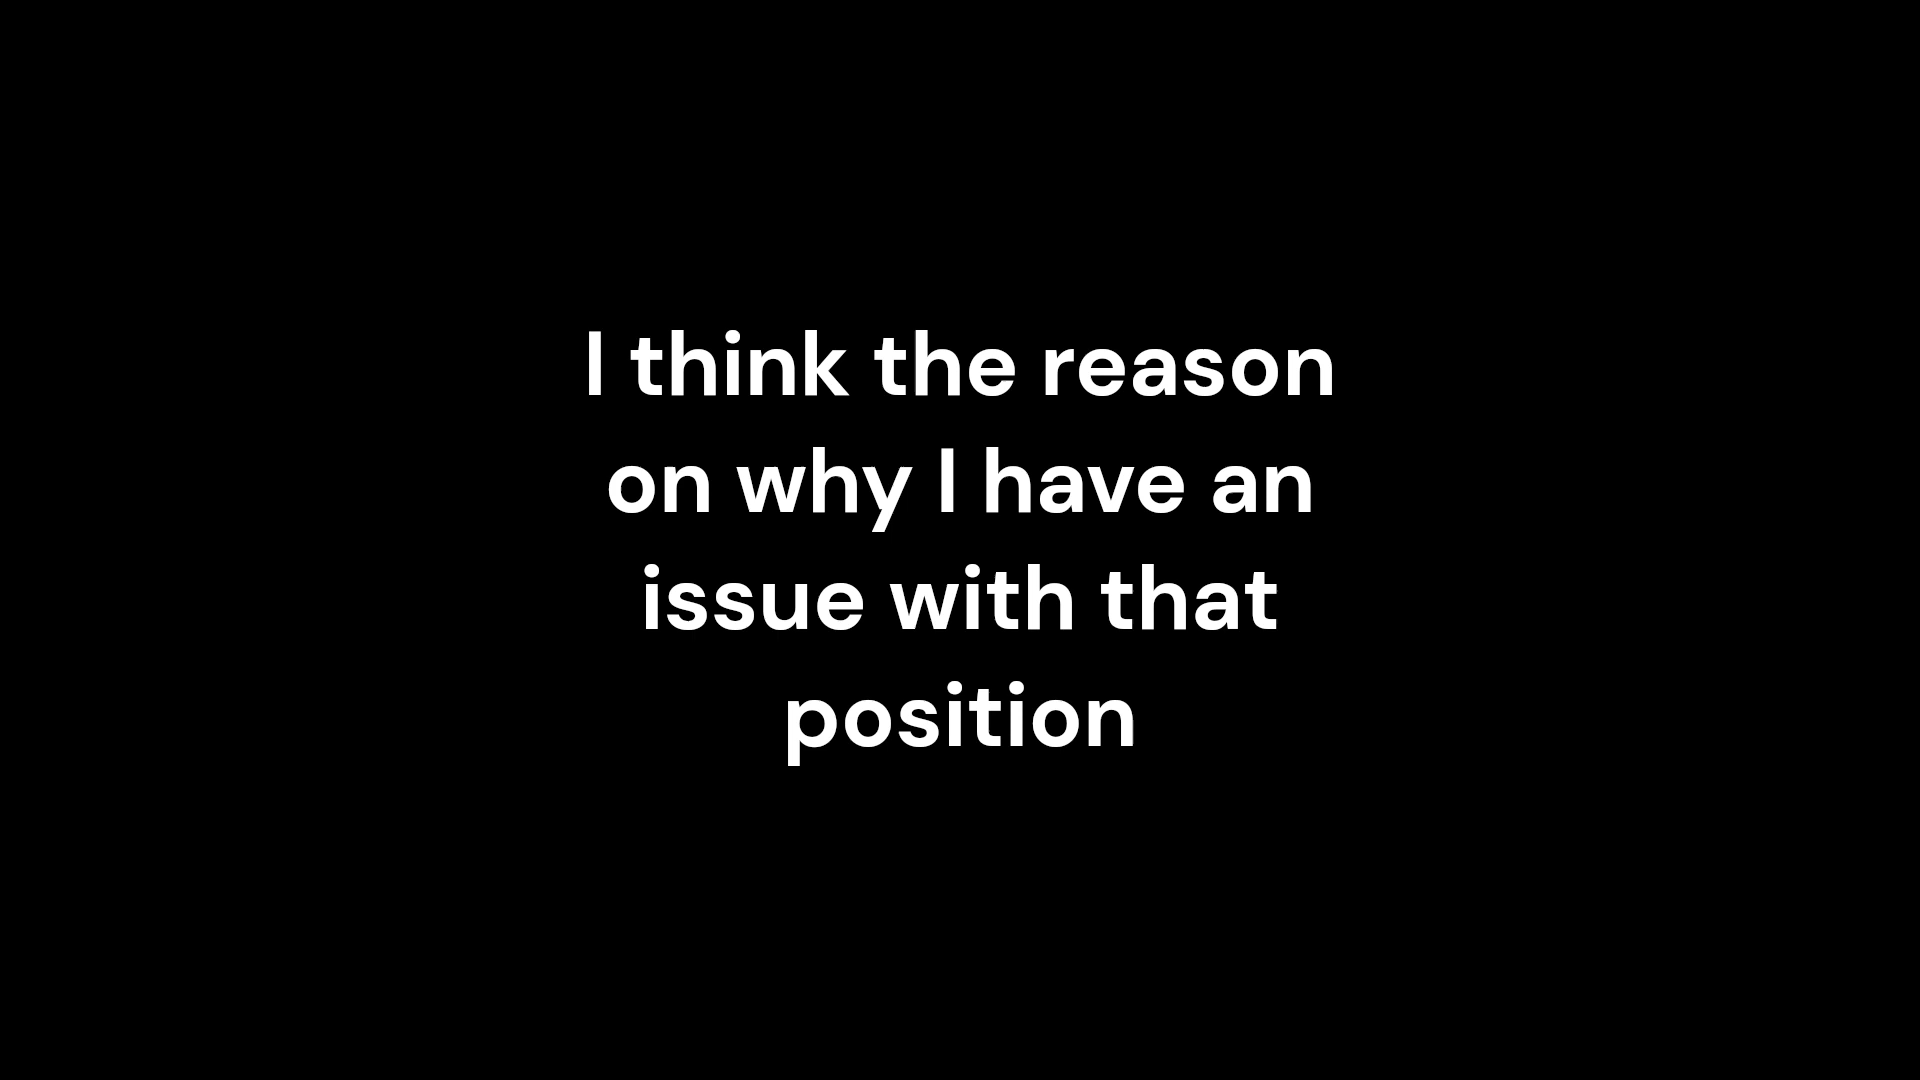 I think the reason
on why I have an
issue with that
position